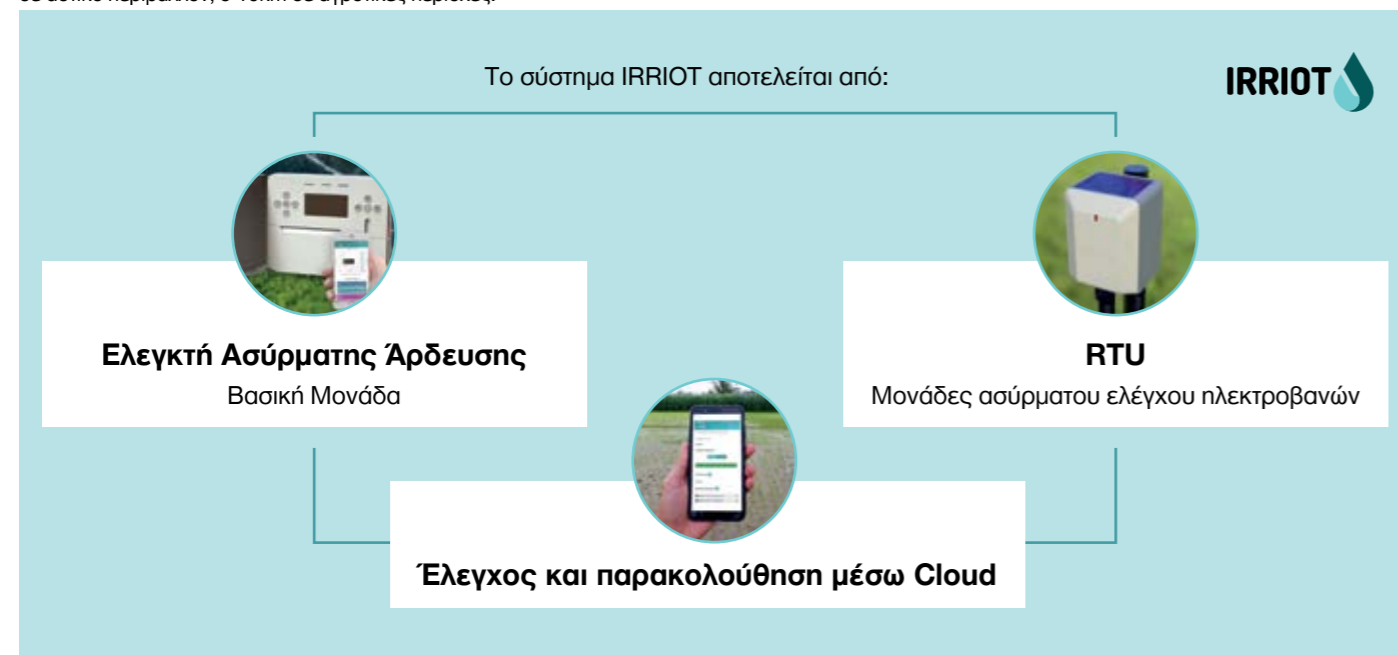 Το σύστημα IRRIOT αποτελείται από:
IRRIOT
Ελεγκτή Ασύρματης Άρδευσης
Βασική Μονάδα
RTU
Μονάδες ασύρματου ελέγχου ηλεκτροβανών
Έλεγχος και παρακολούθηση μέσω Cloud